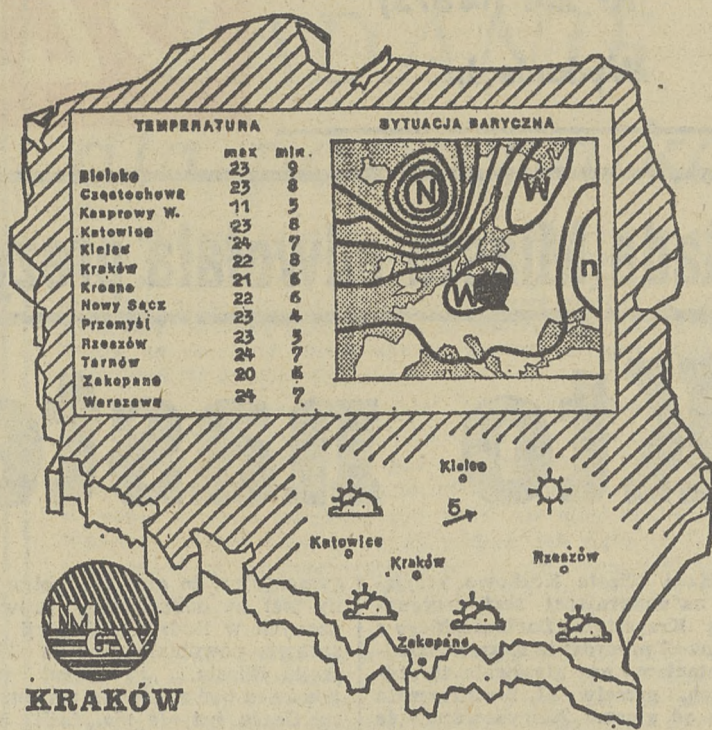 TEMPERATURA
max min.
Bielsko 23 9
Częstochowa 23 8
Kasprowy W. 11 5
Katowice 23 8
Kielce 24 7
Kraków 22 8
Krosno 21 6
Nowy Sącz 22 6
Przemyśl 23 4
Rzeszów 23 5
Tarnów 24 7
Zakopane 20 6
Warszawa 24 7
SYTUACJA BARYCZNA
N
W
W
n
Kielce
5
Katowice
Kraków
Rzeszów
Zakopane
IM
G-W
KRAKÓW